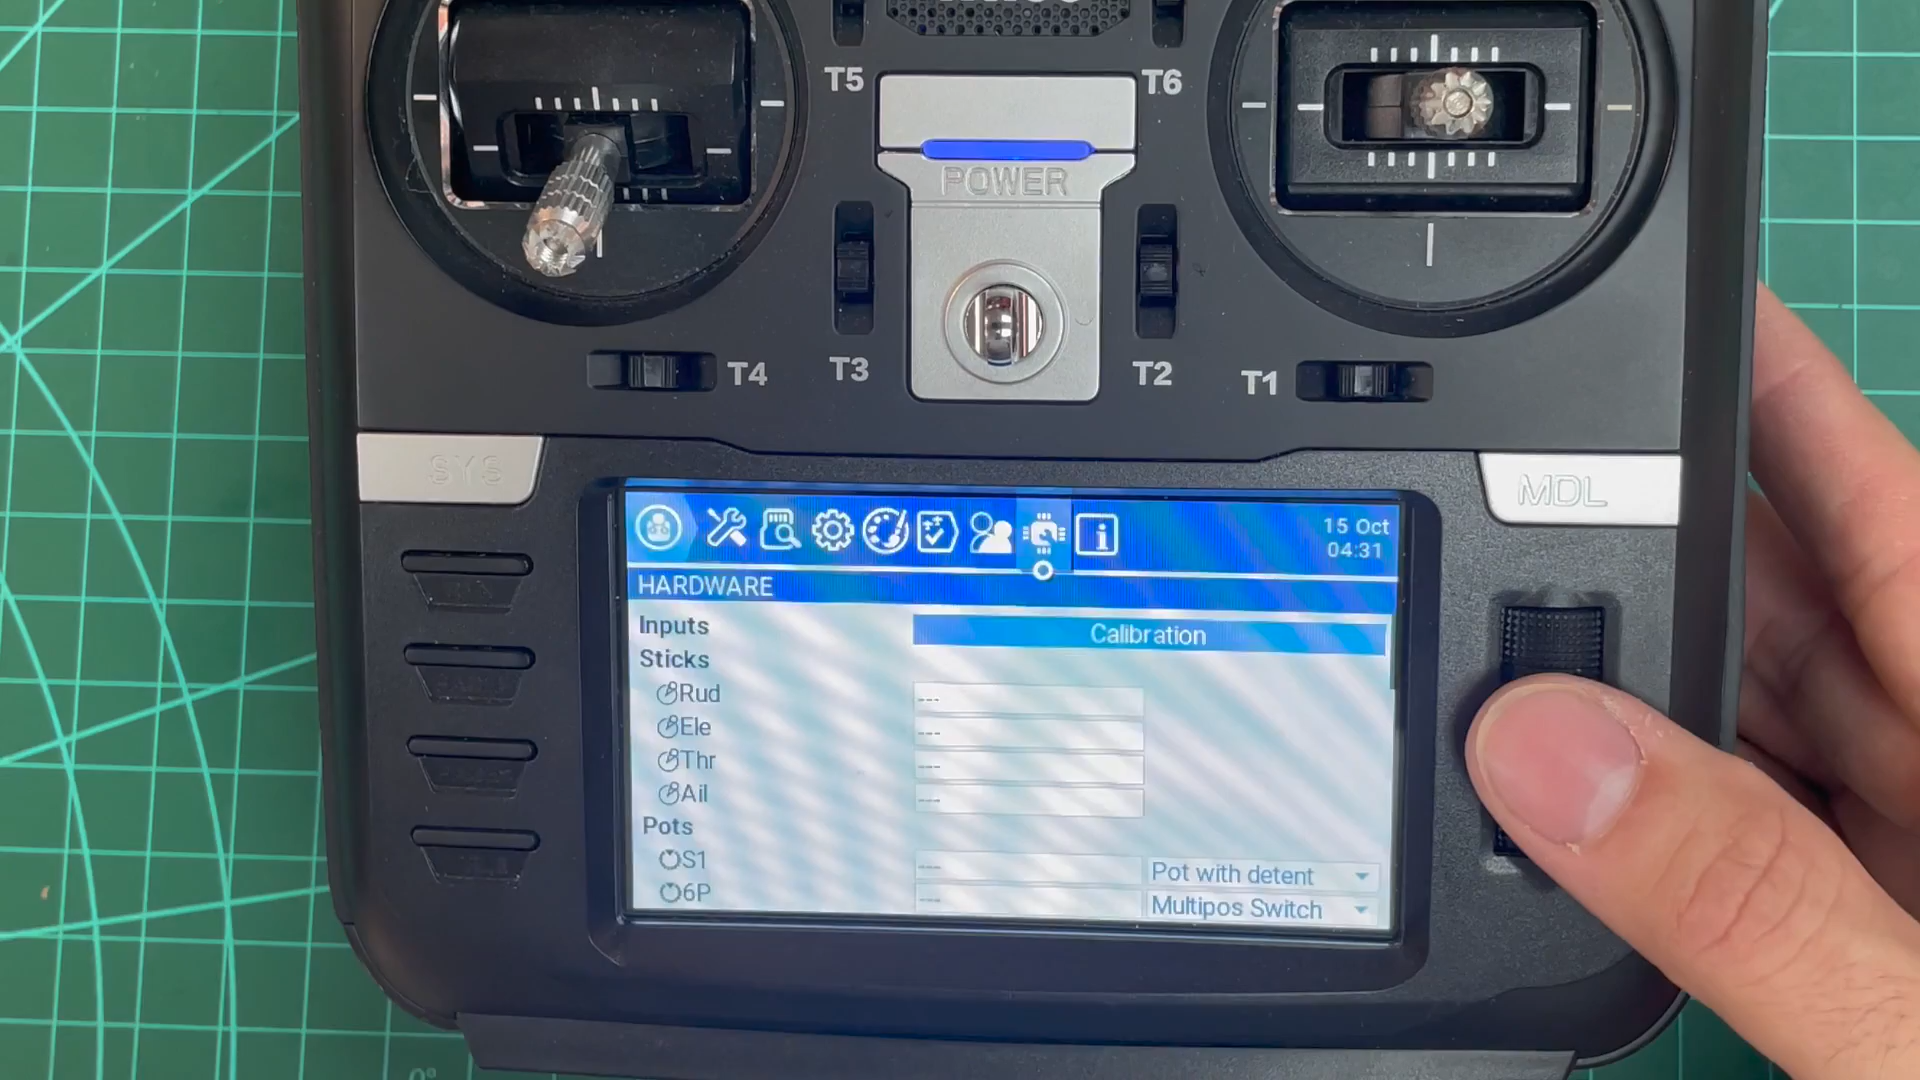 T5
T6
POWER
T4
T3
T2
T1
SYS
MDL
15 Oct
04:31
HARDWARE
Inputs
Calibration
Sticks
Rud
---
Ele
---
Thr
---
Ail
---
Pots
S1
---
Pot with detent
6P
---
Multipos Switch
0°